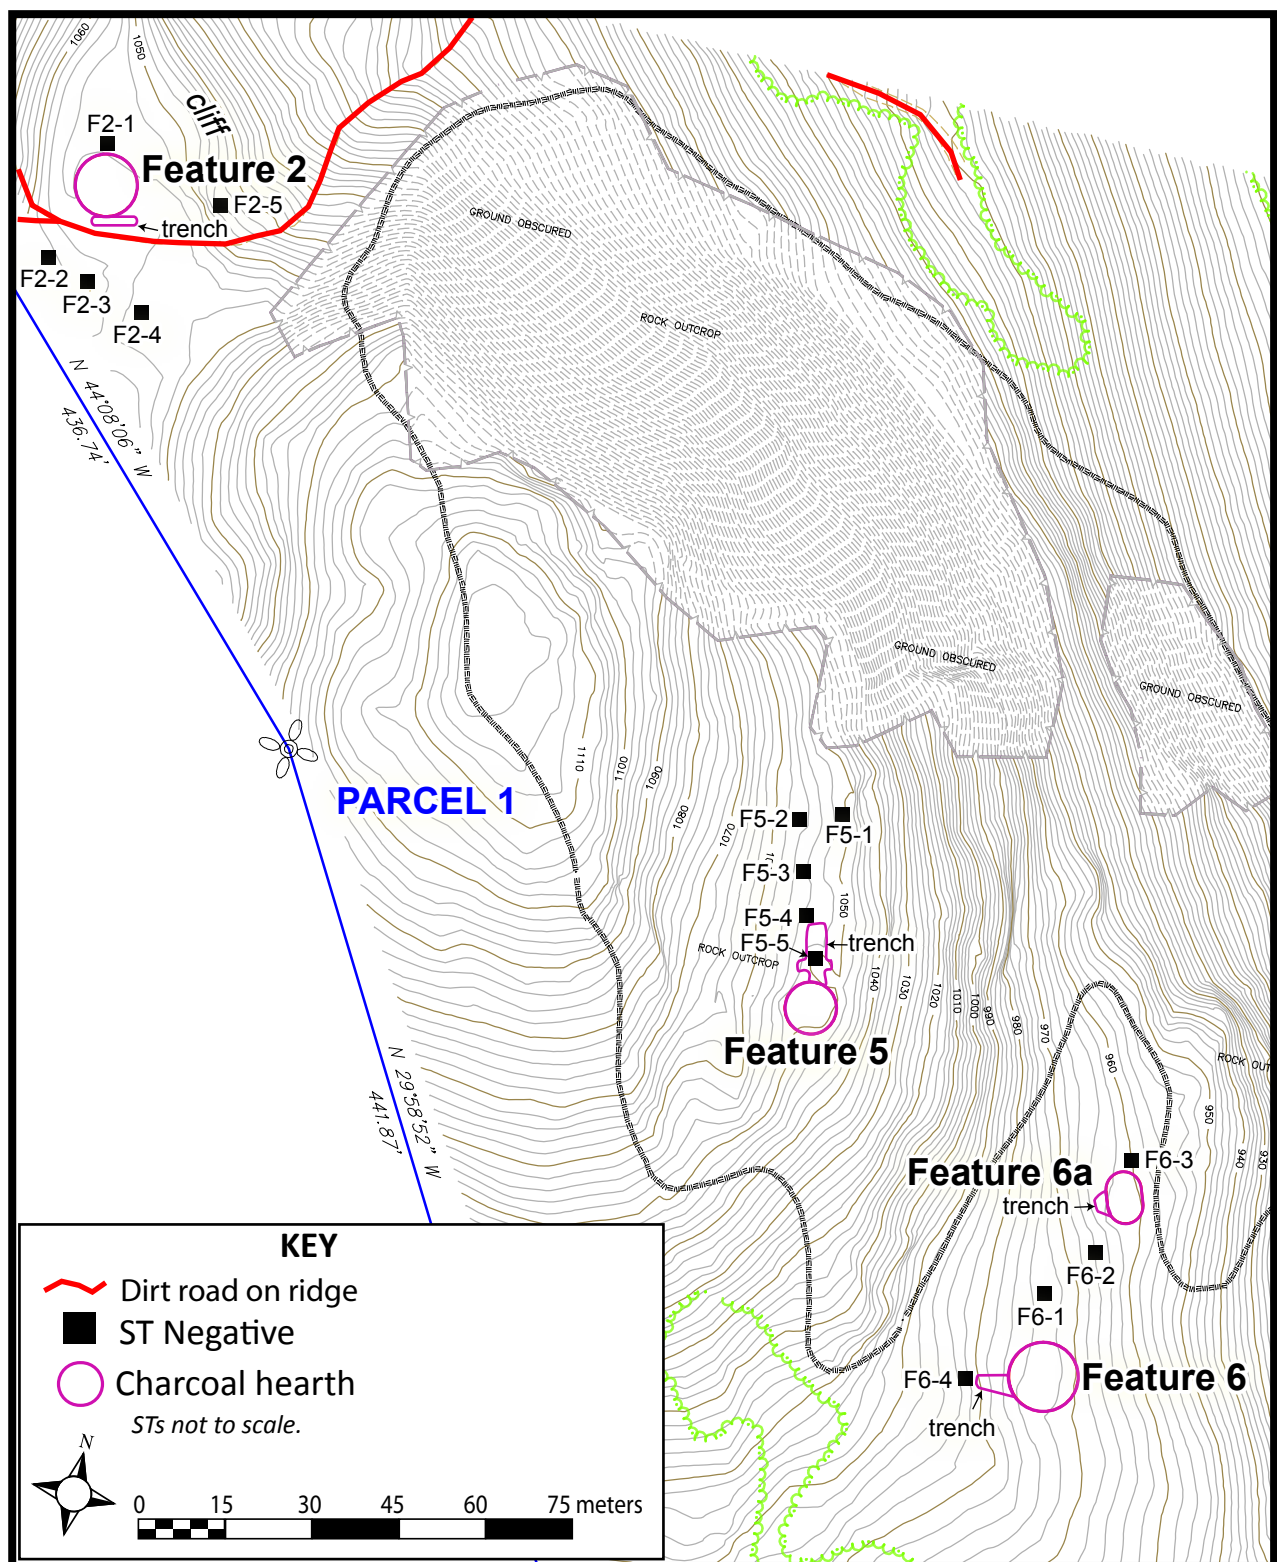 1060
1050
cliff
F2-1
Feature 2
F2-5
trench
F2-2
F2-3
F2-4
GROUND OBSCURED
ROCK OUTCROP
N 44°08'06" W
436.74'
GROUND OBSCURED
GROUND OBSCURED
PARCEL 1
1110
1100
1090
1080
1070
F5-2
F5-1
F5-3
1050
F5-4
F5-5
trench
ROCK OUTCROP
1040
1030
1020
1010
1000
990
980
970
960
950
940
930
Feature 5
ROCK OUT
N 29°58'52" W
441.87'
F6-3
Feature 6a
trench
F6-2
F6-1
F6-4
Feature 6
trench
KEY
Dirt road on ridge
ST Negative
Charcoal hearth
STs not to scale.
N
0 15 30 45 60 75 meters